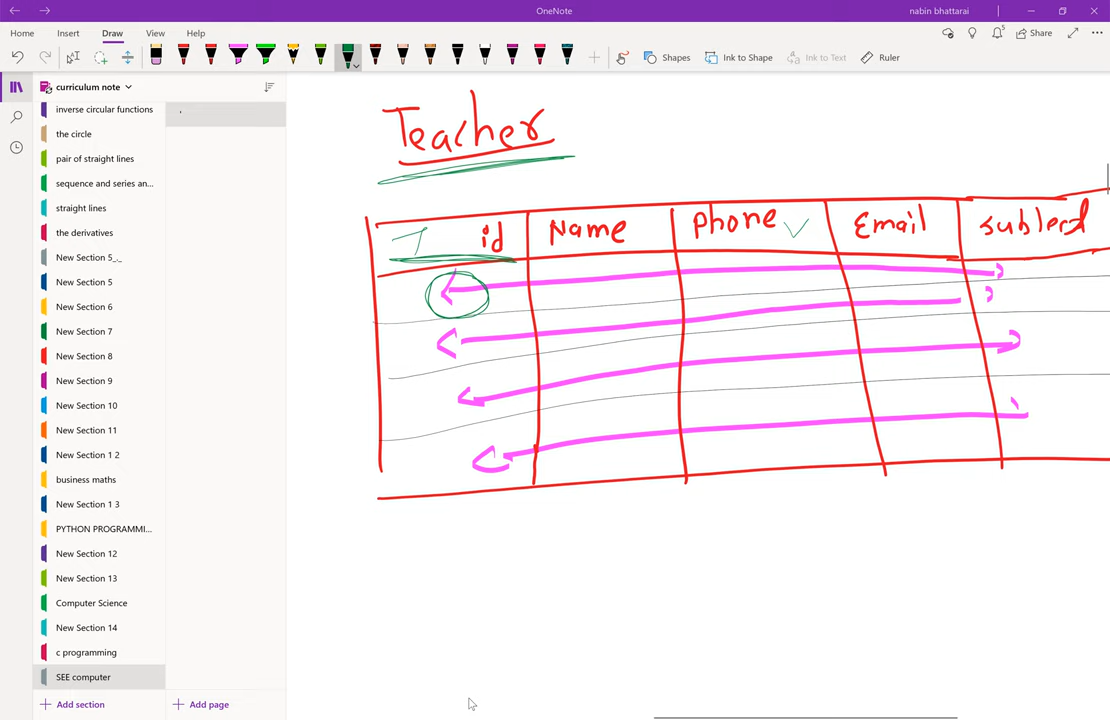 OneNote
nabin bhattarai
Home Insert Draw View Help
Share
Shapes Ink to Shape Ink to Text Ruler
curriculum note
inverse circular functions
the circle
pair of straight lines
sequence and series an...
straight lines
the derivatives
New Section 5_._
New Section 5
New Section 6
New Section 7
New Section 8
New Section 9
New Section 10
New Section 11
New Section 1 2
business maths
New Section 1 3
PYTHON PROGRAMMI...
New Section 12
New Section 13
Computer Science
New Section 14
c programming
SEE computer
Add section
Add page
Teacher
T id Name Phone Email